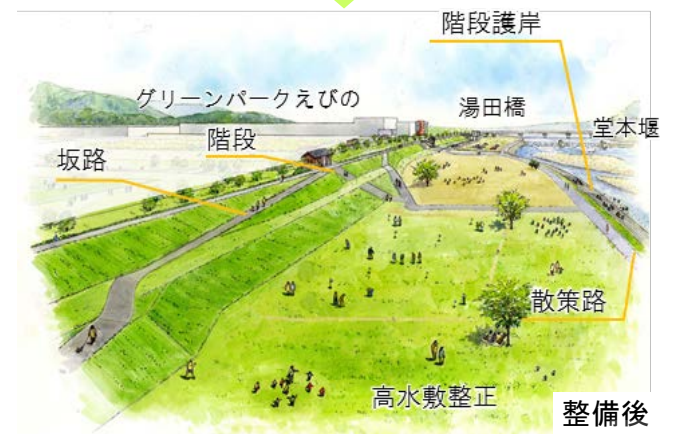 階段護岸
グリーンパークえびの
湯田橋
堂本堰
階段
坂路
散策路
高水敷整正
整備後